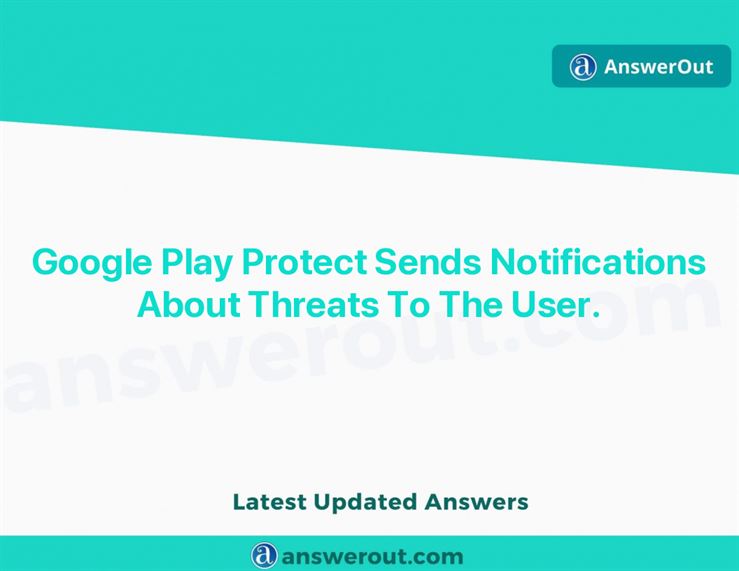 AnswerOut
Google Play Protect Sends Notifications
About Threats To The User.
answerout.com
Latest Updated Answers
answerout.com